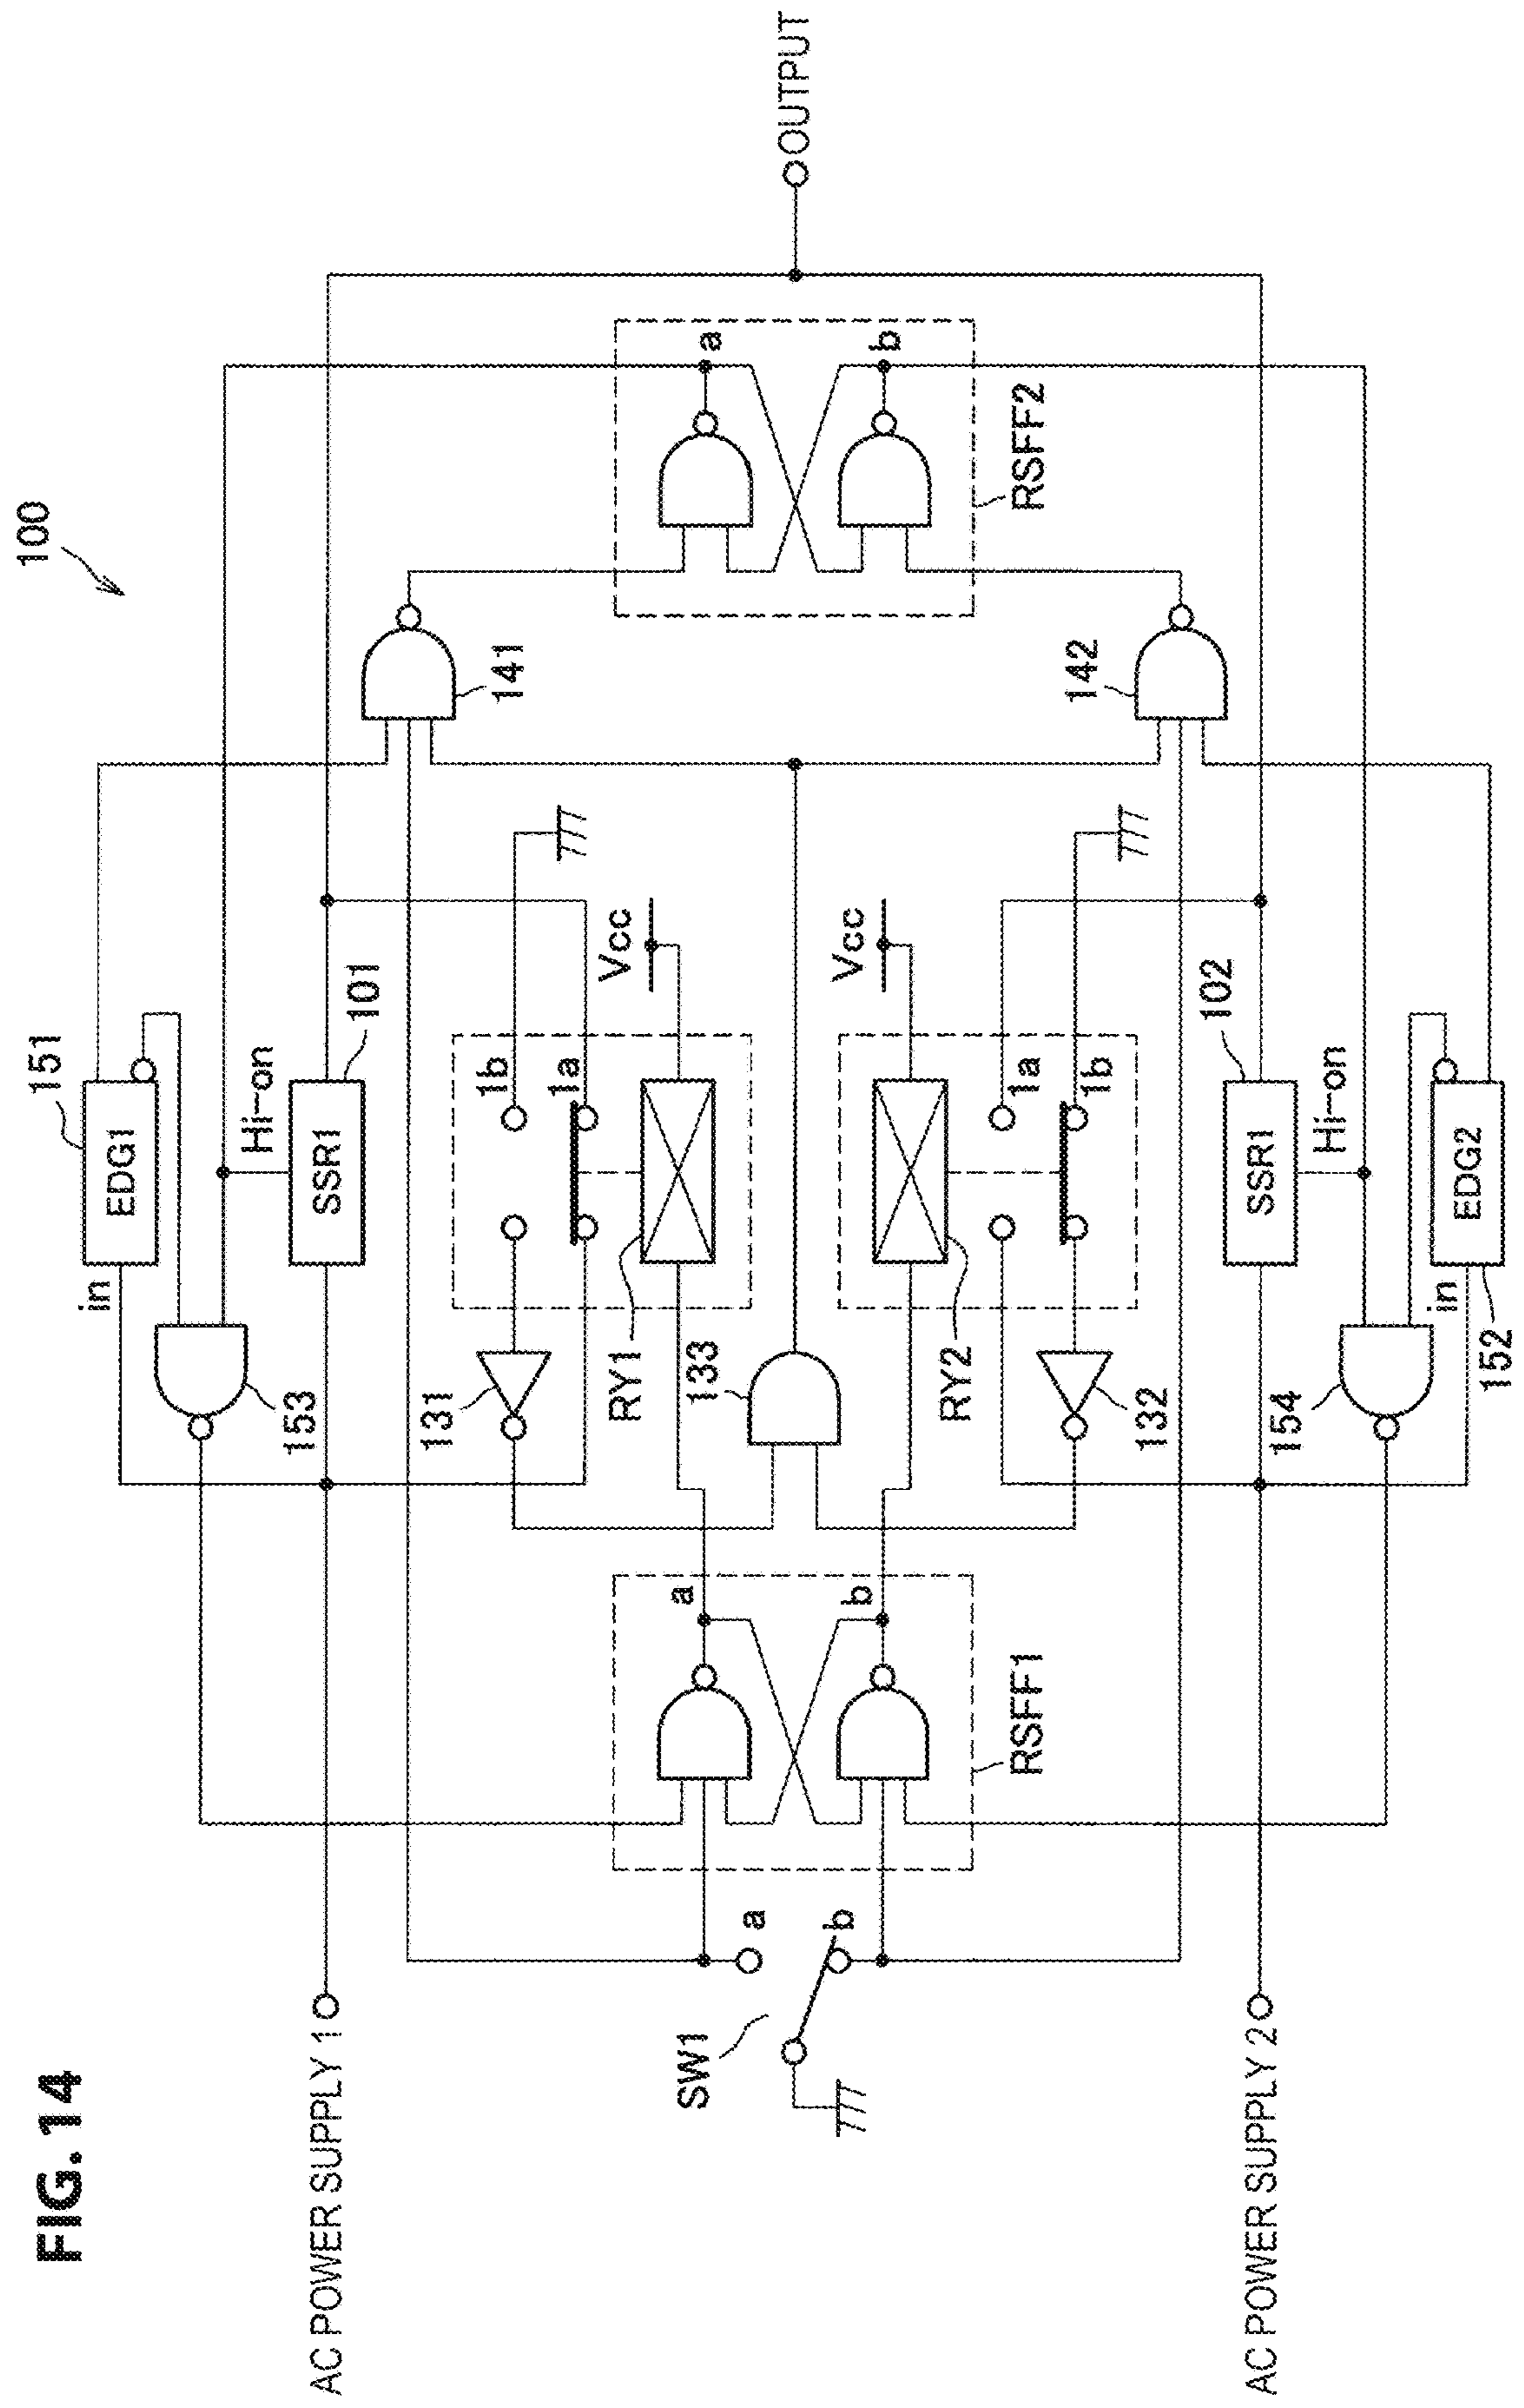 FIG.14
100
AC POWER SUPPLY 1
AC POWER SUPPLY 2
OUTPUT
151
EDG1
in
153
Hi-on
SSR1
101
141
131
1b
1a
Vcc
RY1
133
a
b
RSFF2
SW1
a
b
a
b
RSFF1
Vcc
RY2
1a
1b
132
142
102
SSR1
Hi-on
154
in
EDG2
152